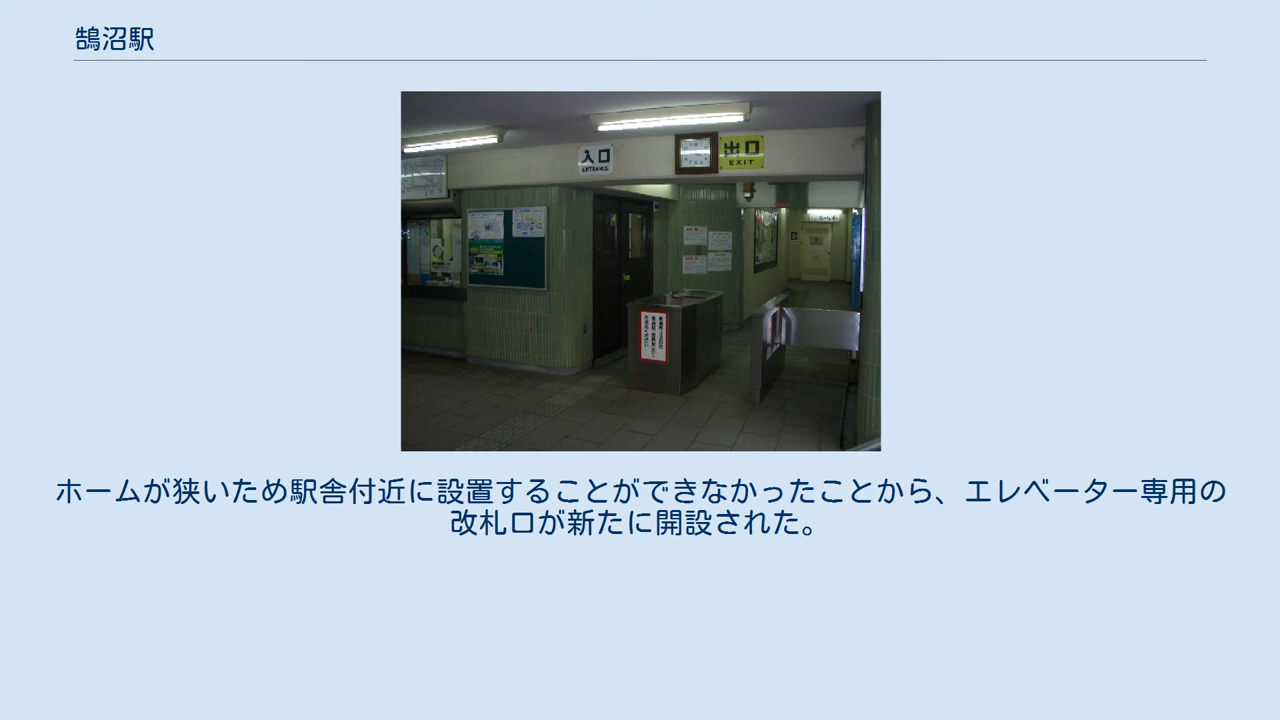 鵠沼駅
入口
ENTRANCE
出口
EXIT
ホームが狭いため駅舎付近に設置することができなかったことから、エレベーター専用の
改札口が新たに開設された。